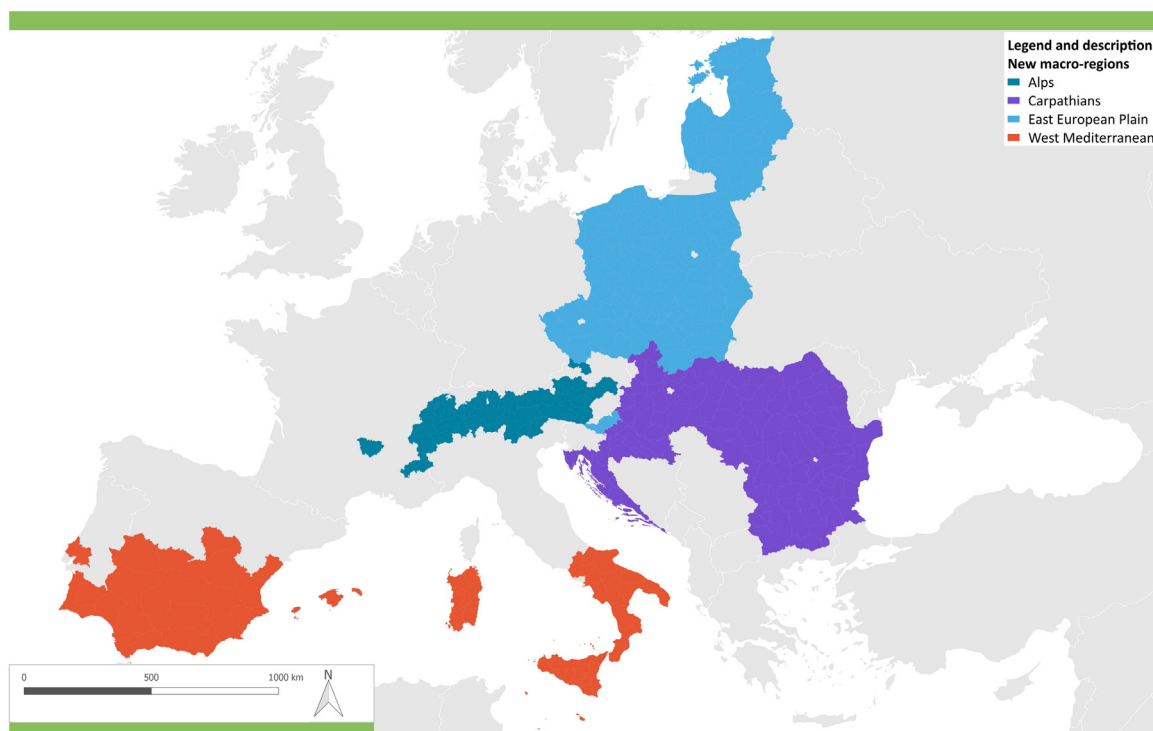 Legend and description
New macro-regions
Alps
Carpathians
East European Plain
West Mediterranean
0 500 1000 km
N